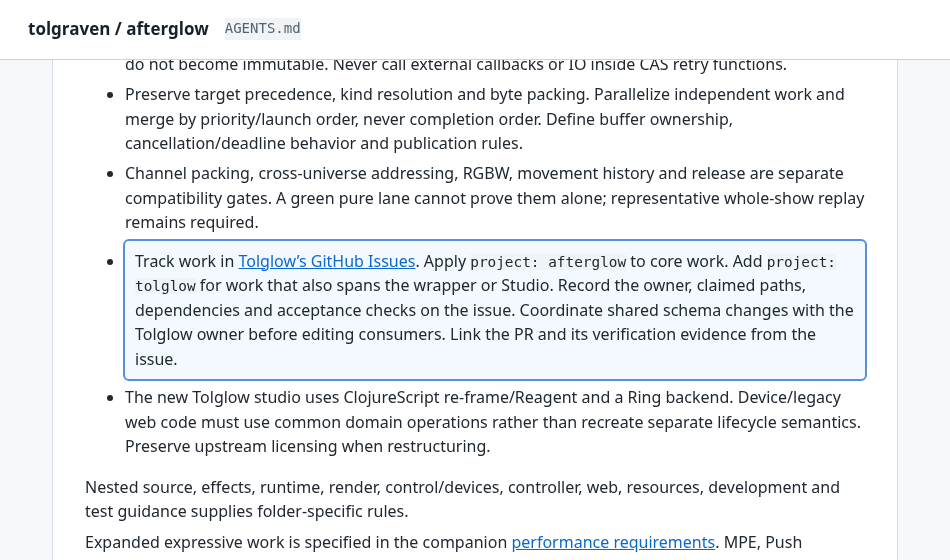 tolgraven / afterglow AGENTS.md
do not become immutable. Never call external callbacks or IO inside CAS retry functions.
Preserve target precedence, kind resolution and byte packing. Parallelize independent work and
merge by priority/launch order, never completion order. Define buffer ownership,
cancellation/deadline behavior and publication rules.
Channel packing, cross-universe addressing, RGBW, movement history and release are separate
compatibility gates. A green pure lane cannot prove them alone; representative whole-show replay
remains required.
Track work in Tolglow’s GitHub Issues. Apply project: afterglow to core work. Add project:
tolglow for work that also spans the wrapper or Studio. Record the owner, claimed paths,
dependencies and acceptance checks on the issue. Coordinate shared schema changes with the
Tolglow owner before editing consumers. Link the PR and its verification evidence from the
issue.
The new Tolglow studio uses ClojureScript re-frame/Reagent and a Ring backend. Device/legacy
web code must use common domain operations rather than recreate separate lifecycle semantics.
Preserve upstream licensing when restructuring.
Nested source, effects, runtime, render, control/devices, controller, web, resources, development and
test guidance supplies folder-specific rules.
Expanded expressive work is specified in the companion performance requirements. MPE, Push